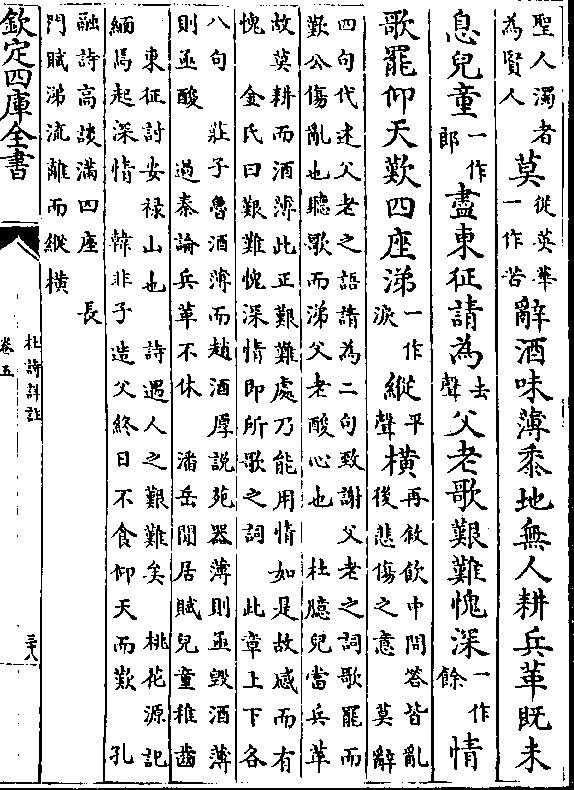 聖人濁者為賢人莫從英華一作苦辭酒味薄黍地無人耕兵革既未
息兒童一作郎盡東征請為去聲父老歌艱難愧深一作餘情
歌罷仰天歎四座涕一作淚縱平聲橫再敘飲中問答皆亂後悲傷之意　莫辭
四句代述父老之語請為二句致謝父老之詞歌罷而
歎公傷亂也聽歌而涕父老酸心也　杜臆兒當兵革
故莫耕而酒薄此正艱難處乃能用情如是故感而有
愧　金氏曰艱難愧深情即所歌之詞　此章上下各
八句　莊子魯酒薄而趙酒厚說苑器薄則亟毀酒薄
則亟酸　過秦論兵革不休　潘岳閒居賦兒童稚齒
東征討安祿山也　詩遇人之艱難矣　桃花源記
緬焉起深情　韓非子造父終日不食仰天而歎　孔
融詩高談滿四座　長
門賦涕流離而縱橫
欽定四庫全書
杜詩詳註
卷五